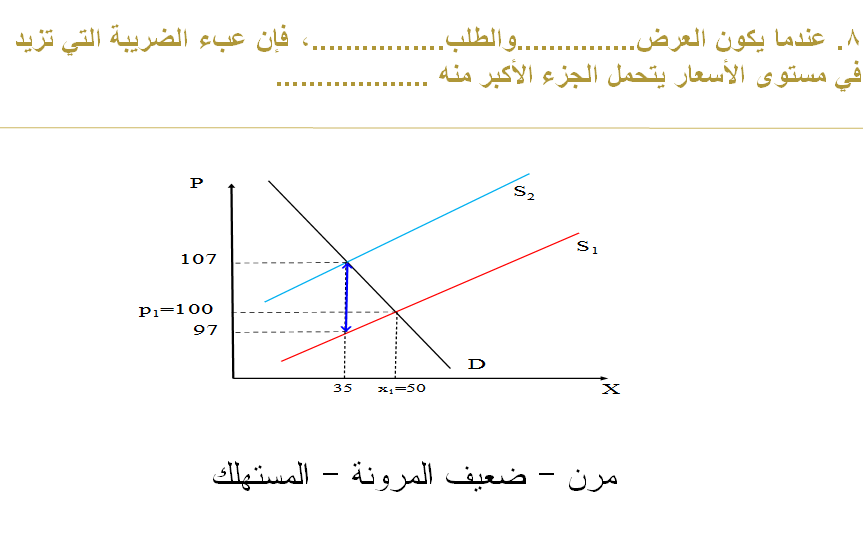 ٨. عندما يكون العرض...............والطلب................، فإن عبء الضريبة التي تزيد
في مستوى الأسعار يتحمل الجزء الأكبر منه ..................
P
S₂
S₁
107
p₁=100
97
D
35
x₁=50
X
مرن – ضعيف المرونة – المستهلك